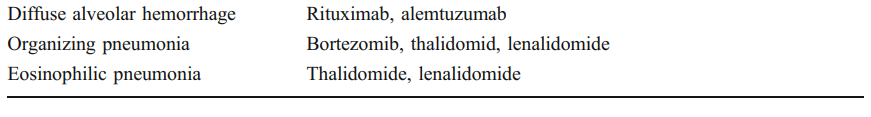 Diffuse alveolar hemorrhage Rituximab, alemtuzumab
Organizing pneumonia Bortezomib, thalidomid, lenalidomide
Eosinophilic pneumonia Thalidomide, lenalidomide